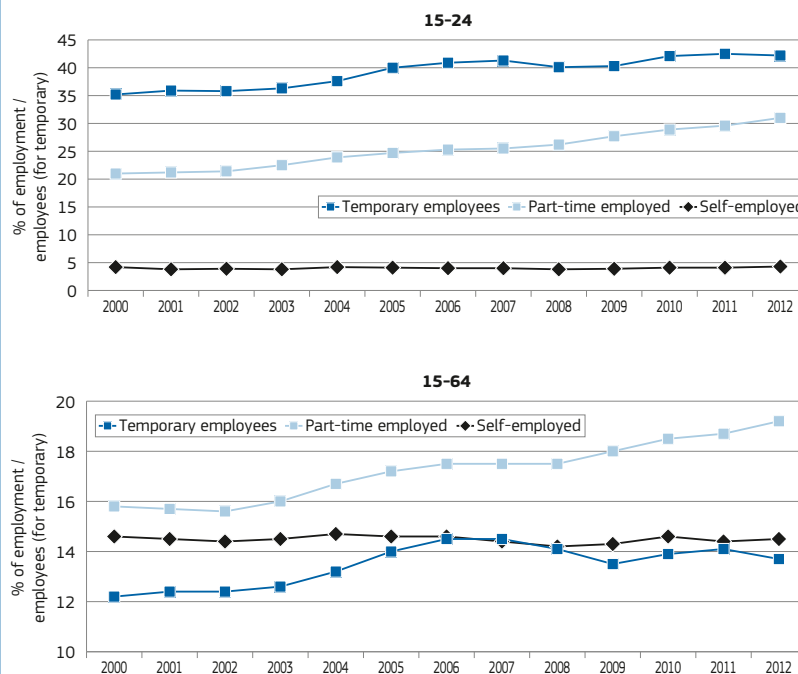 15-24
% of employment /
employees (for temporary)
45
40
35
30
25
20
15
10
5
0
Temporary employees Part-time employed Self-employed
2000 2001 2002 2003 2004 2005 2006 2007 2008 2009 2010 2011 2012
15-64
% of employment /
employees (for temporary)
20
18
16
14
12
10
Temporary employees Part-time employed Self-employed
2000 2001 2002 2003 2004 2005 2006 2007 2008 2009 2010 2011 2012